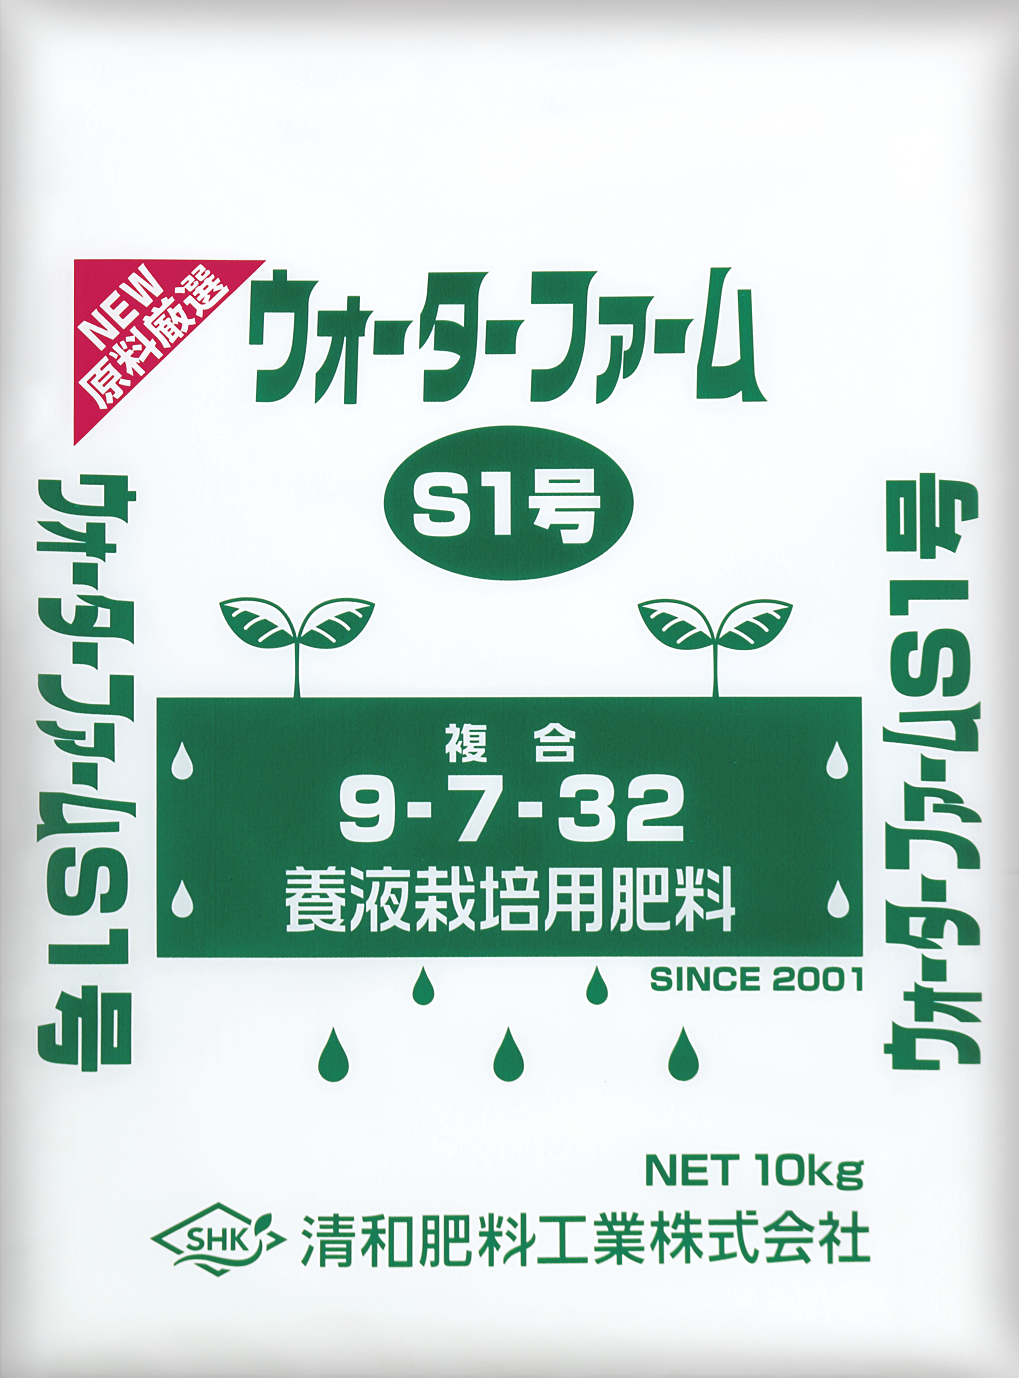 NEW
原料厳選
ウォーターファーム
S1号
ウォーターファームS1号
ウォーターファームS1号
複合
9-7-32
養液栽培用肥料
SINCE 2001
NET 10kg
SHK 清和肥料工業株式会社